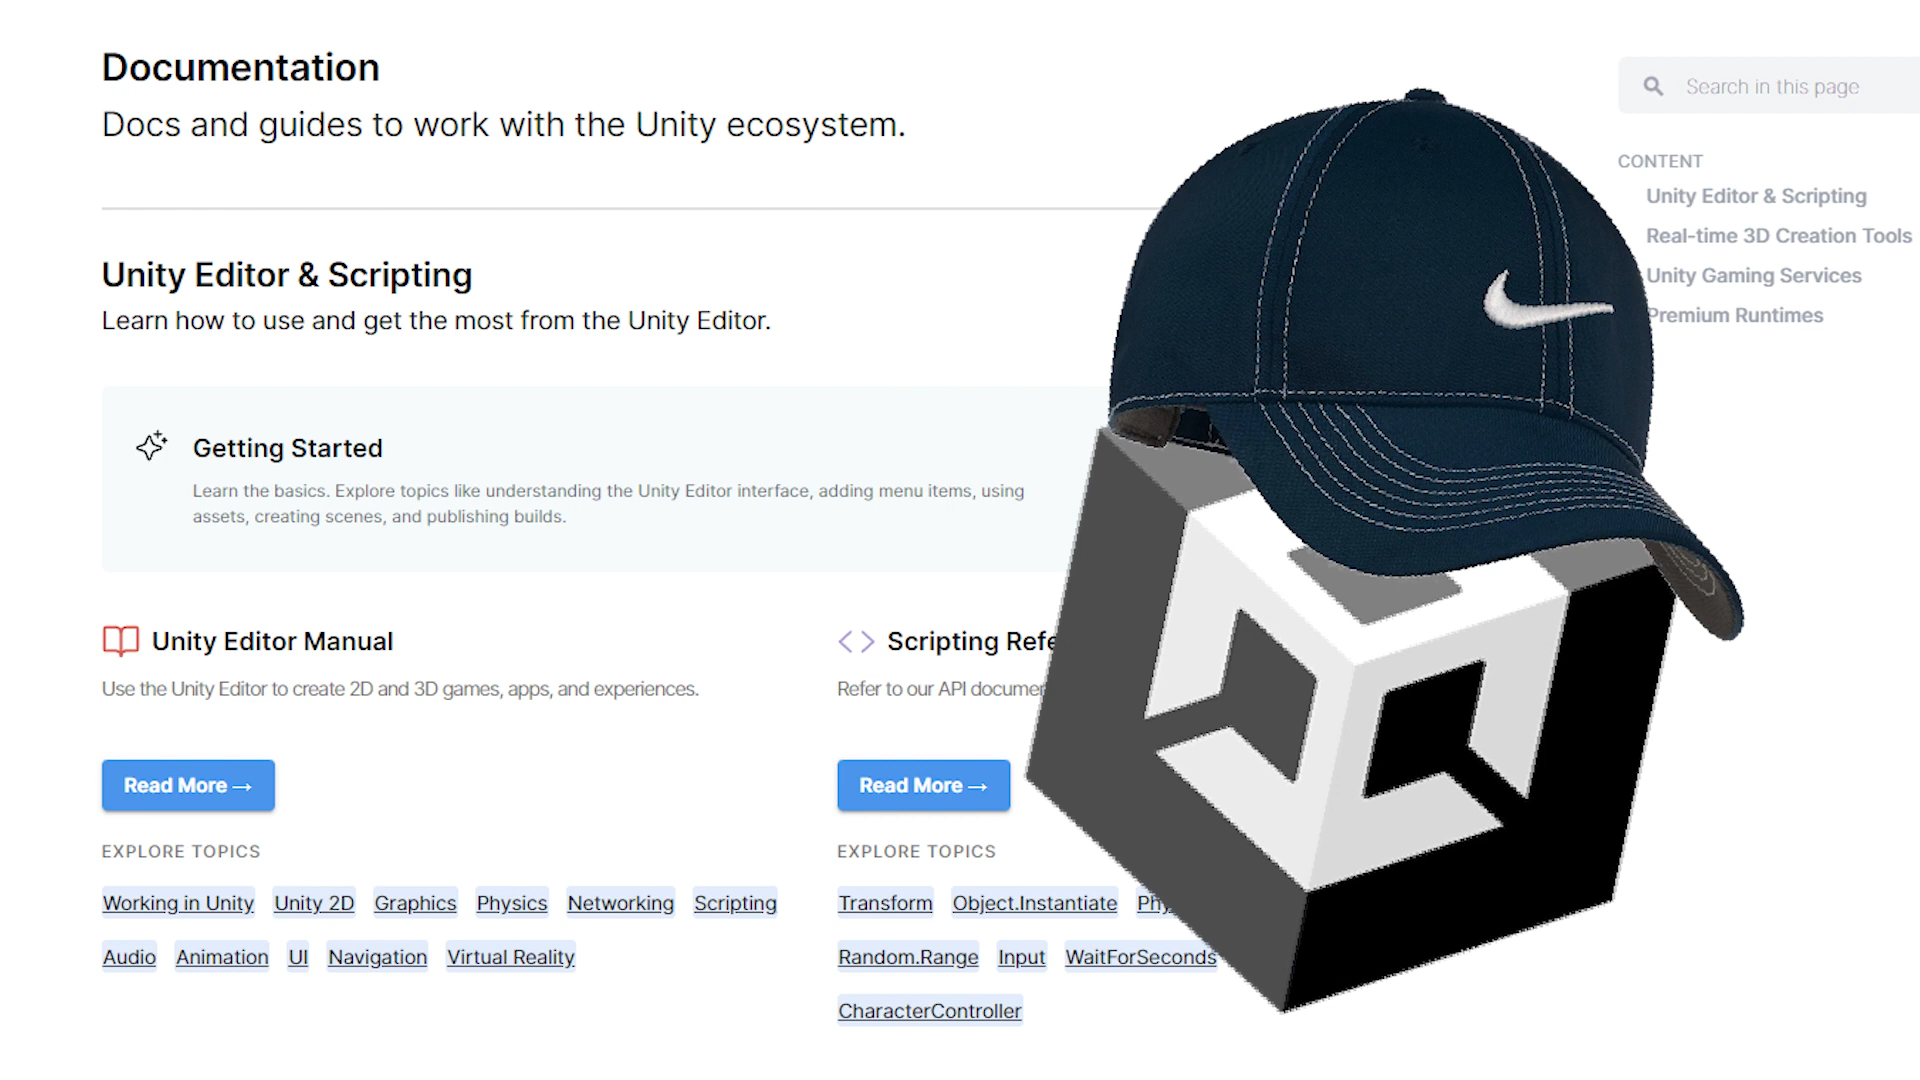 Documentation
Docs and guides to work with the Unity ecosystem.
Search in this page
CONTENT
Unity Editor & Scripting
Real-time 3D Creation Tools
Unity Gaming Services
Premium Runtimes
Unity Editor & Scripting
Learn how to use and get the most from the Unity Editor.
Getting Started
Learn the basics. Explore topics like understanding the Unity Editor interface, adding menu items, using
assets, creating scenes, and publishing builds.
Unity Editor Manual
Use the Unity Editor to create 2D and 3D games, apps, and experiences.
Read More →
EXPLORE TOPICS
Working in Unity Unity 2D Graphics Physics Networking Scripting
Audio Animation UI Navigation Virtual Reality
Scripting
Refer to our API
Read More →
EXPLORE TOPICS
Transform Object.Instantiate
Random.Range Input WaitForSeconds
CharacterController